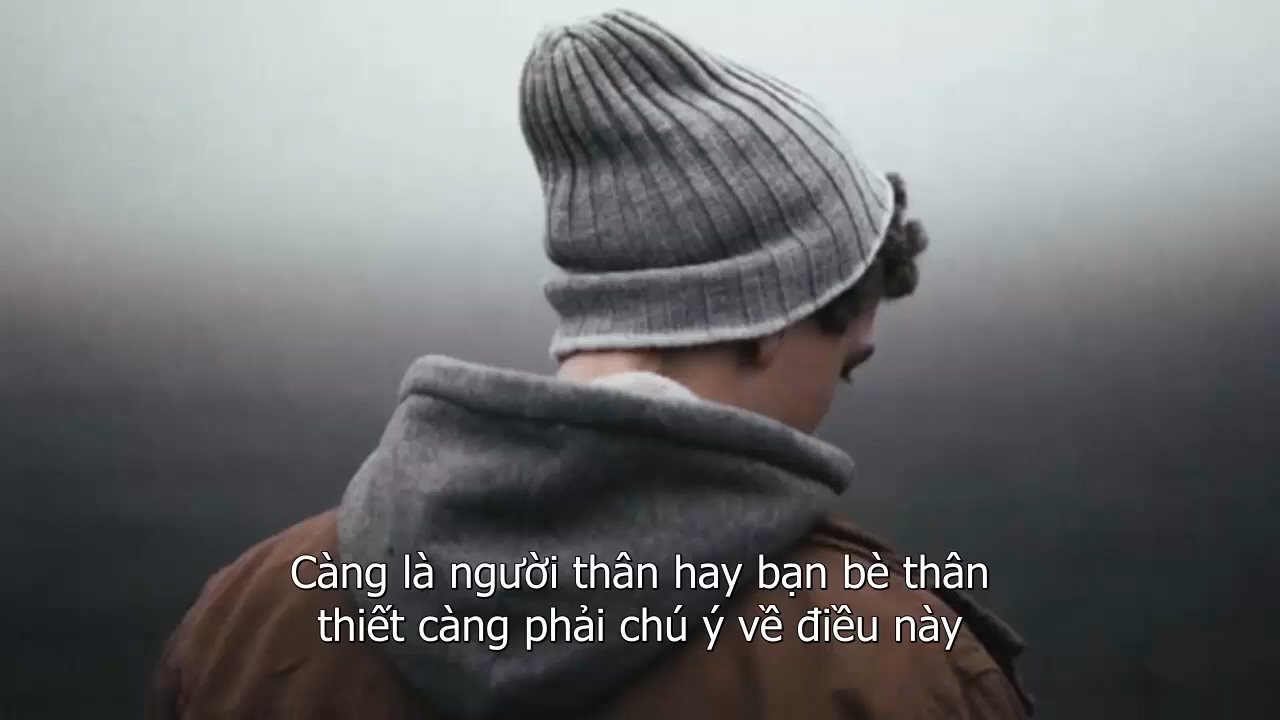 Càng là người thân hay bạn bè thân
thiết càng phải chú ý về điều này